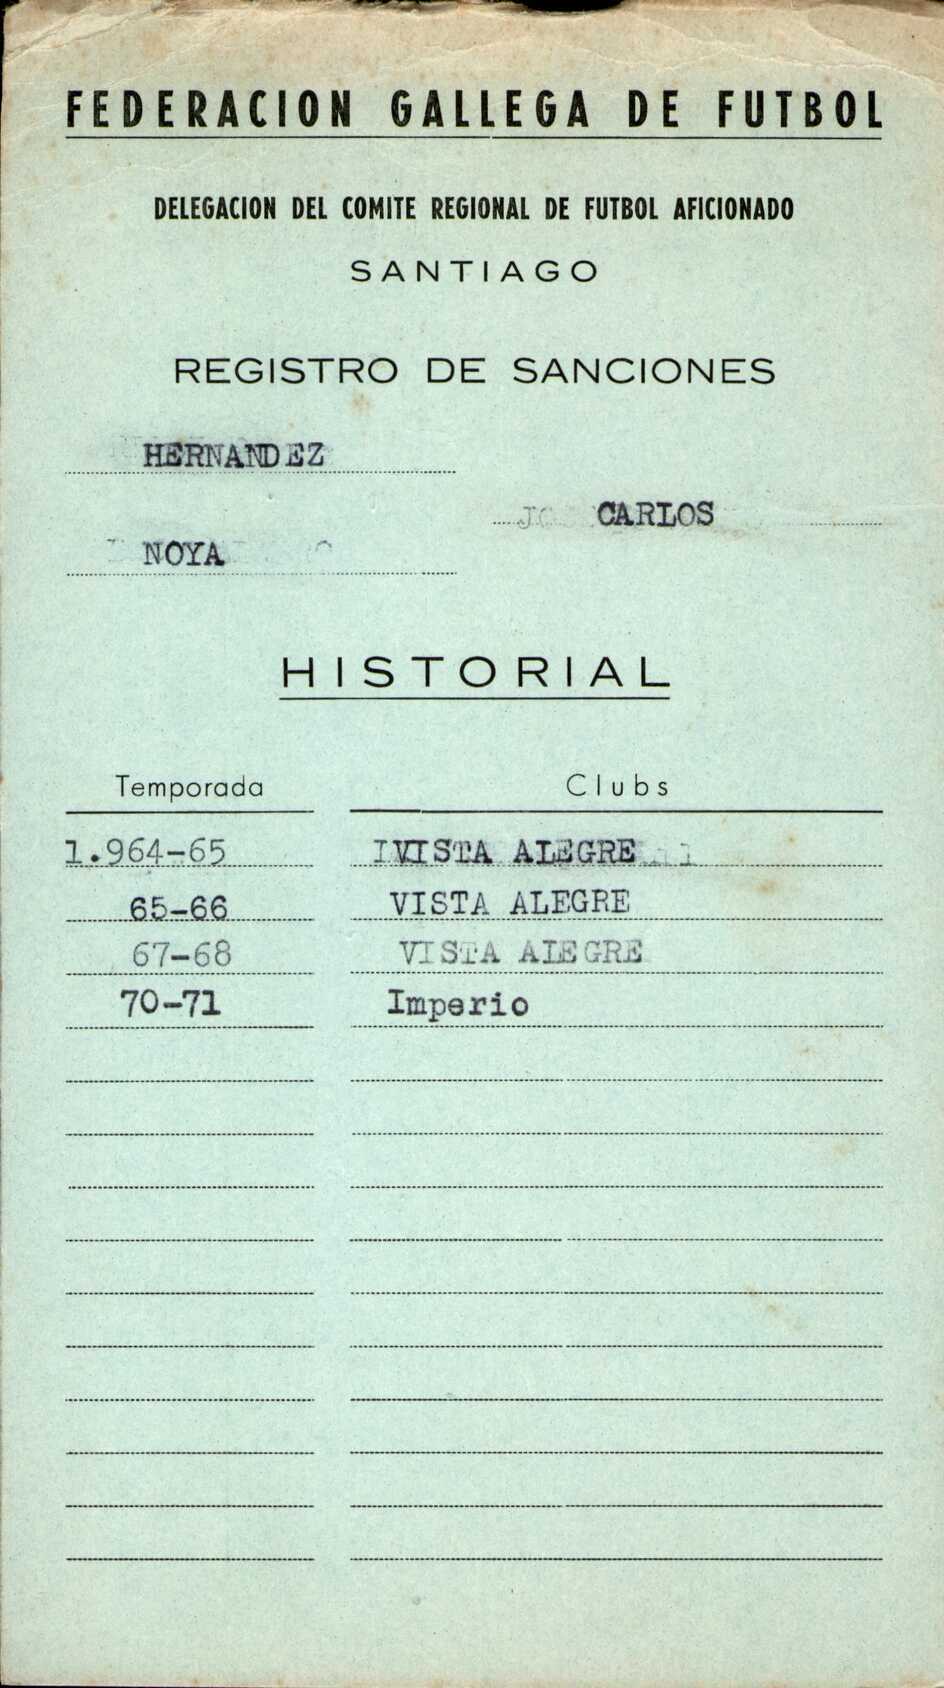 FEDERACION GALLEGA DE FUTBOL
DELEGACION DEL COMITE REGIONAL DE FUTBOL AFICIONADO
SANTIAGO
REGISTRO DE SANCIONES
HERNANDEZ
CARLOS
NOYA
HISTORIAL
Temporada Clubs
1.964-65 VISTA ALEGRE
65-66 VISTA ALEGRE
67-68 VISTA ALEGRE
70-71 Imperio